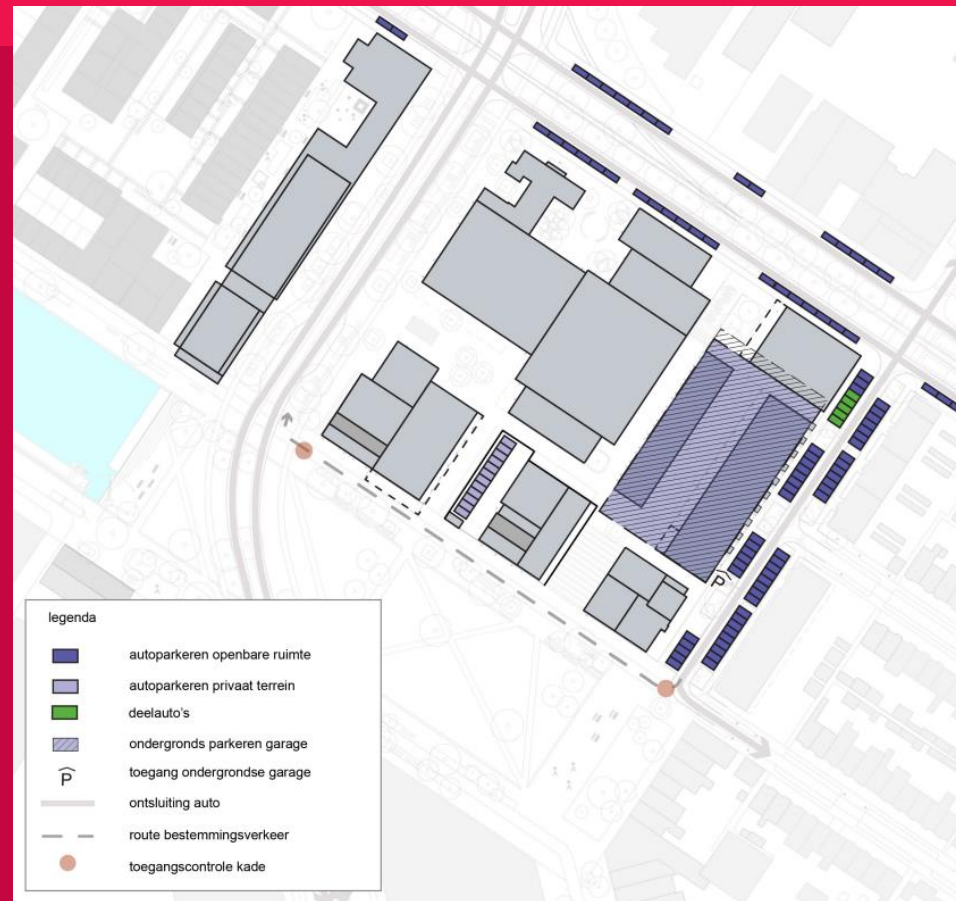 P
legenda
autoparkeren openbare ruimte
autoparkeren privaat terrein
deelauto's
ondergronds parkeren garage
P toegang ondergrondse garage
ontsluiting auto
route bestemmingsverkeer
toegangscontrole kade